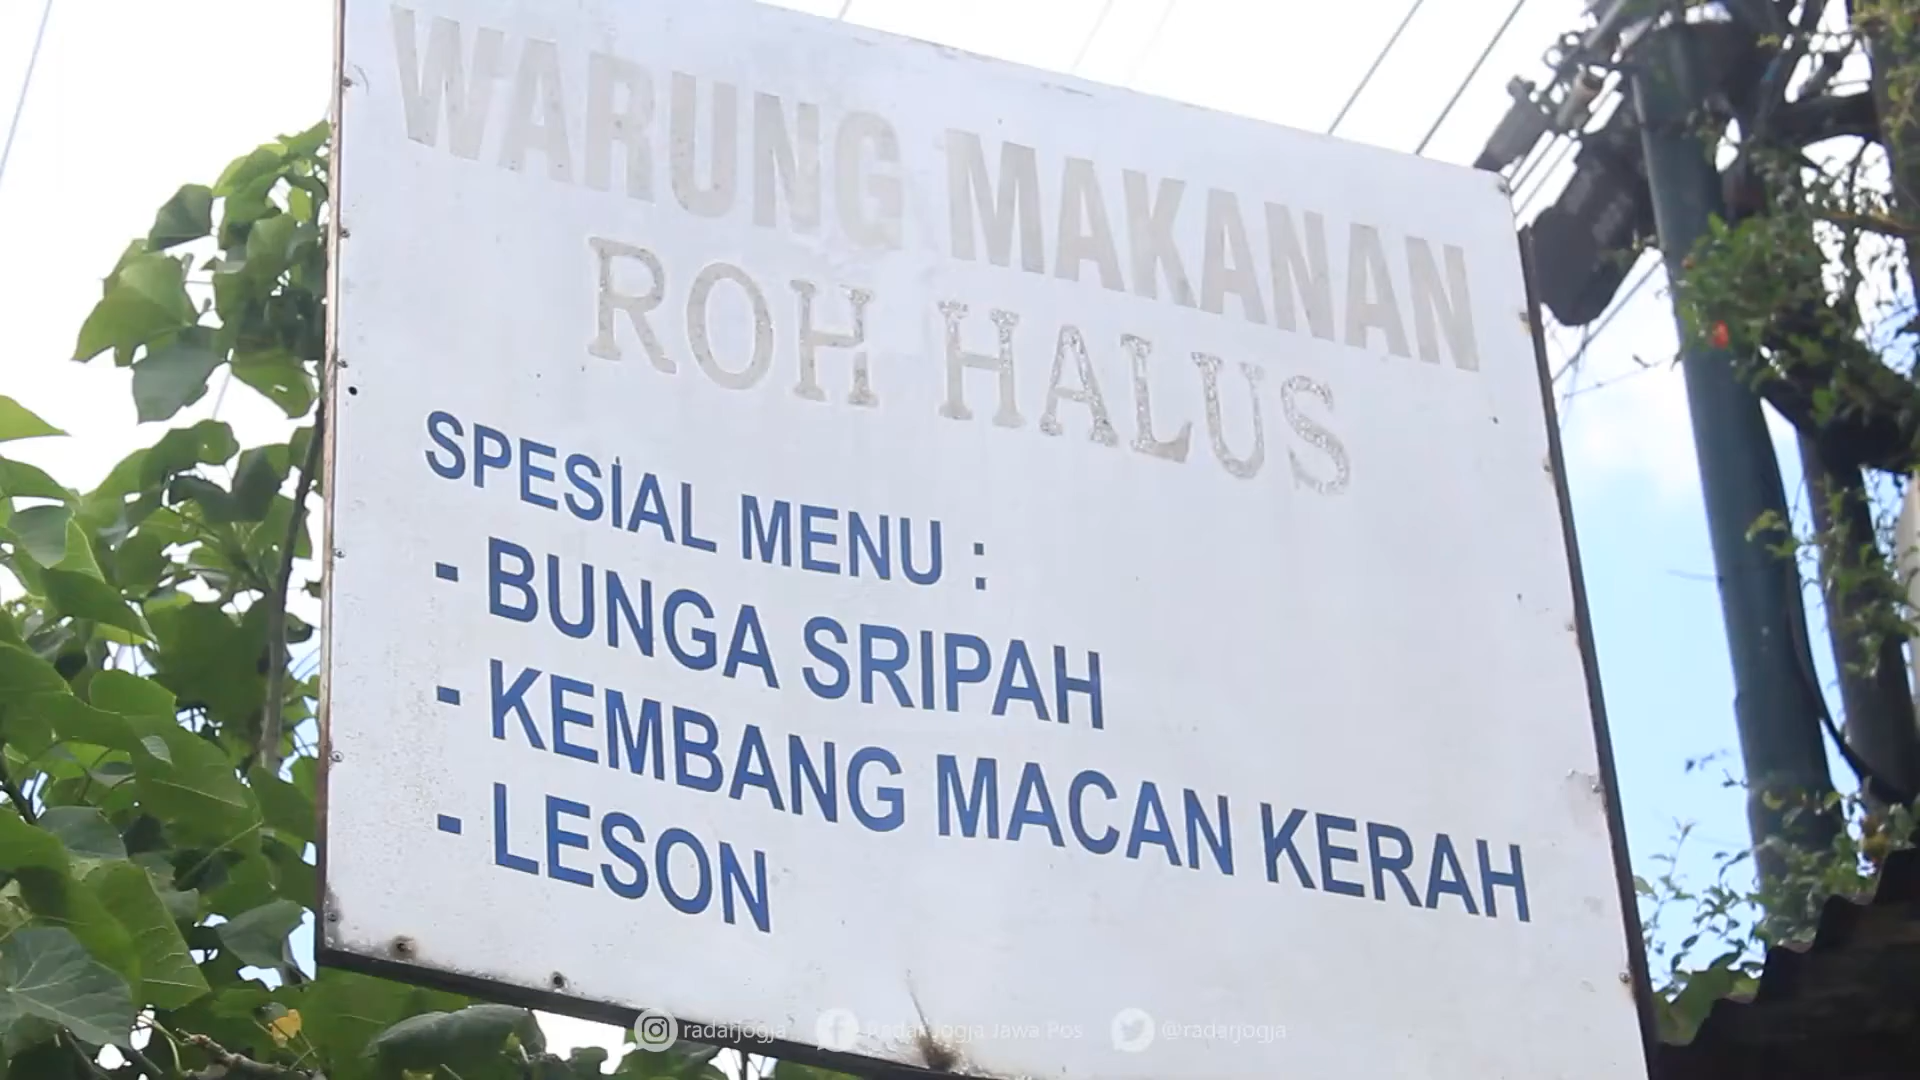 WARUNG MAKANAN
ROH HALUS
SPESIAL MENU :
- BUNGA SRIPAH
- KEMBANG MACAN KERAH
- LESON
radarjogja Radar Jogja Jawa Pos @radarjogja